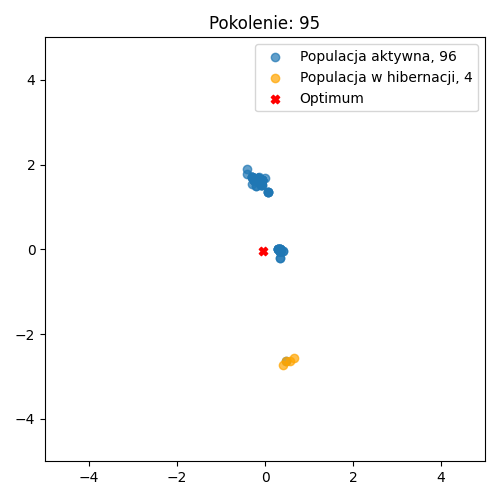 Pokolenie: 95
Populacja aktywna, 96
Populacja w hibernacji, 4
Optimum
4
2
0
−2
−4
−4 −2 0 2 4